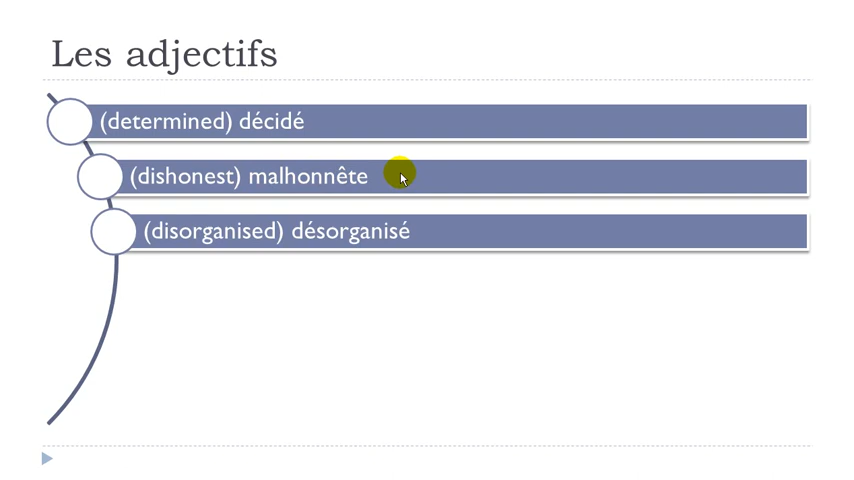 Les adjectifs
(determined) décidé
(dishonest) malhonnête
(disorganised) désorganisé